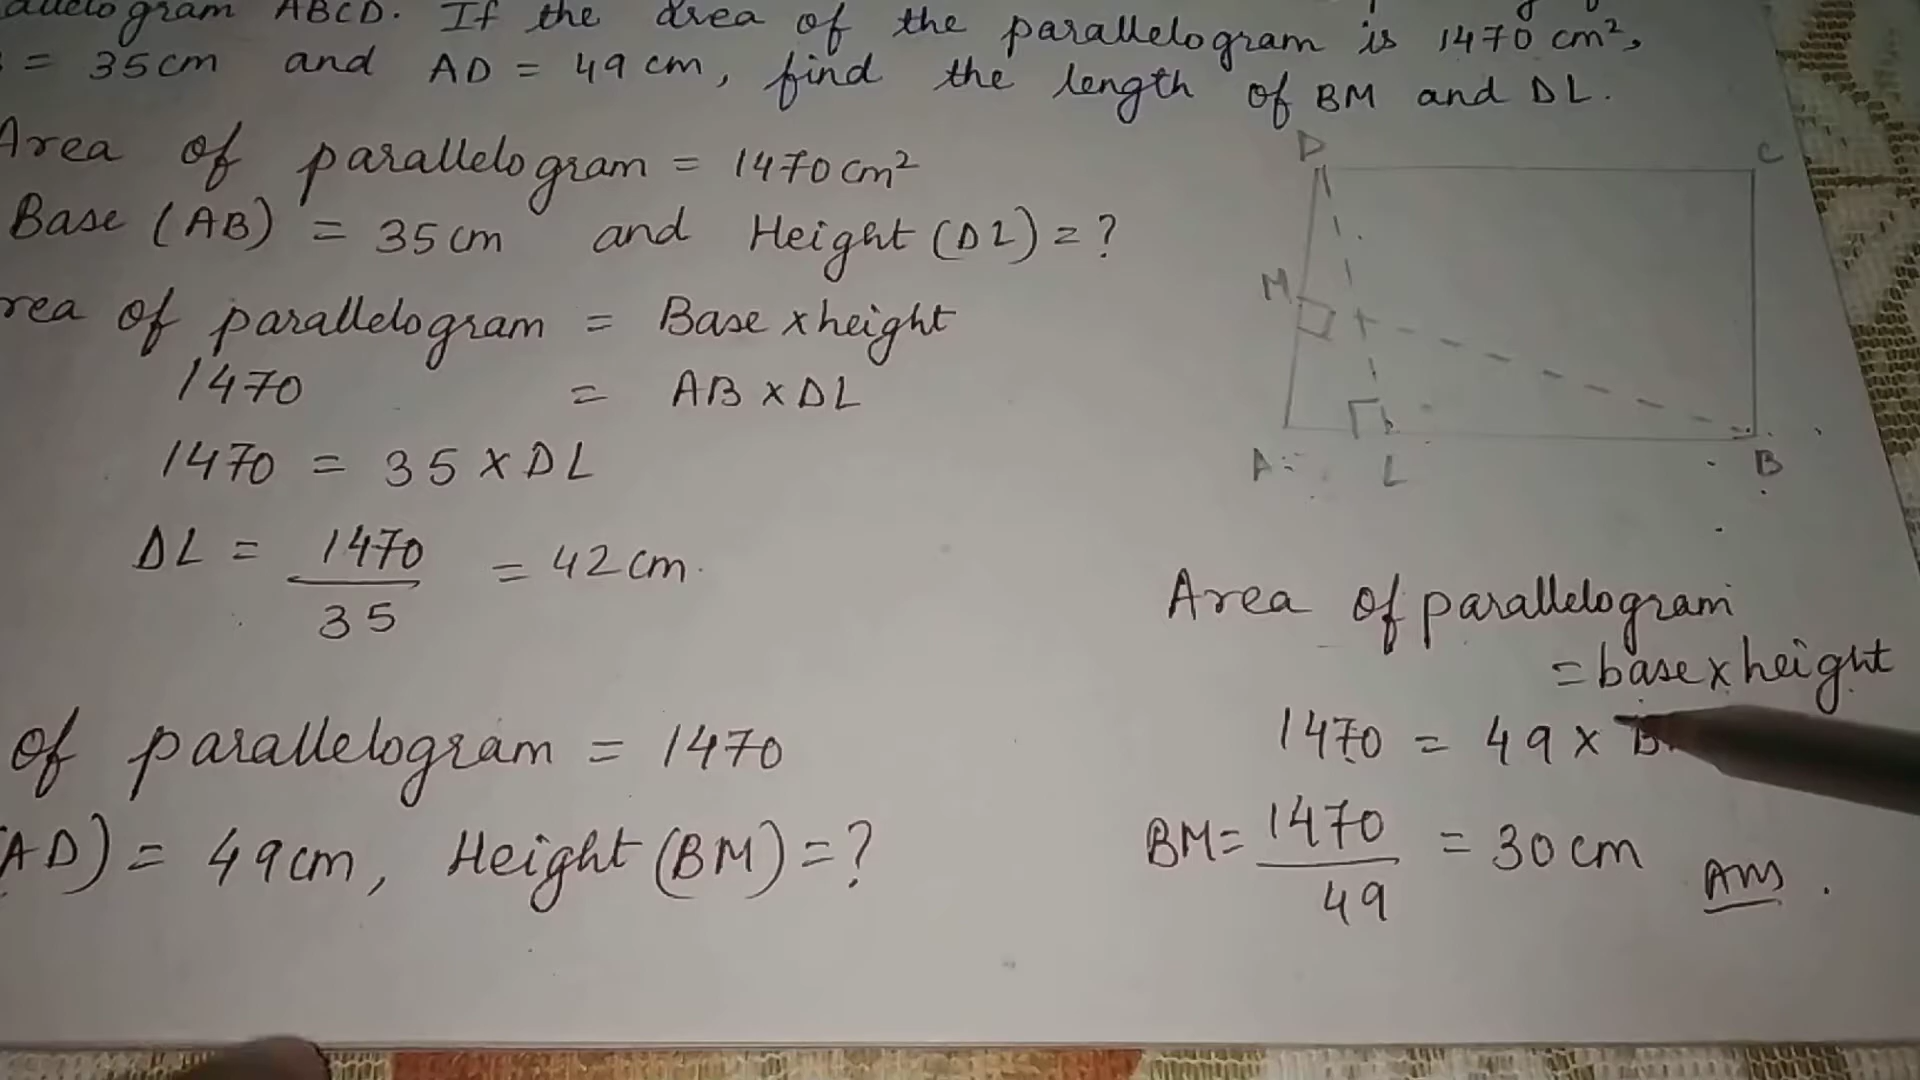 ABCD. If the area of the parallelogram is 1470 cm²,
= 35cm and AD = 49 cm, find the length of BM and DL.
Area of parallelogram = 1470 cm²
Base (AB) = 35cm and Height (DL) = ?
of parallelogram = Base × height
1470 = AB × DL
1470 = 35 × DL
DL = 1470/35 = 42 cm.
of parallelogram = 1470
(AD) = 49cm, Height (BM) = ?
D C
M
A L B
Area of parallelogram
= base × height
1470 = 49 ×
BM = 1470/49 = 30 cm Ans.